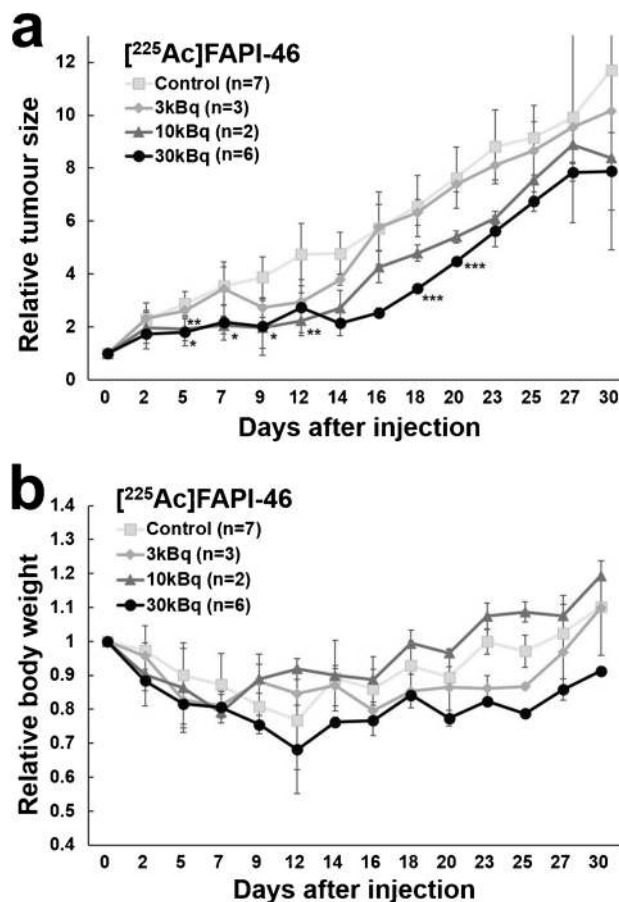 a
[²²⁵Ac]FAPI-46
Control (n=7)
3kBq (n=3)
10kBq (n=2)
30kBq (n=6)
Relative tumour size
12
10
8
6
4
2
0
** * * * ** *** ***
0 2 5 7 9 12 14 16 18 20 23 25 27 30
Days after injection
b
[²²⁵Ac]FAPI-46
Control (n=7)
3kBq (n=3)
10kBq (n=2)
30kBq (n=6)
Relative body weight
1.4
1.3
1.2
1.1
1
0.9
0.8
0.7
0.6
0.5
0.4
0 2 5 7 9 12 14 16 18 20 23 25 27 30
Days after injection